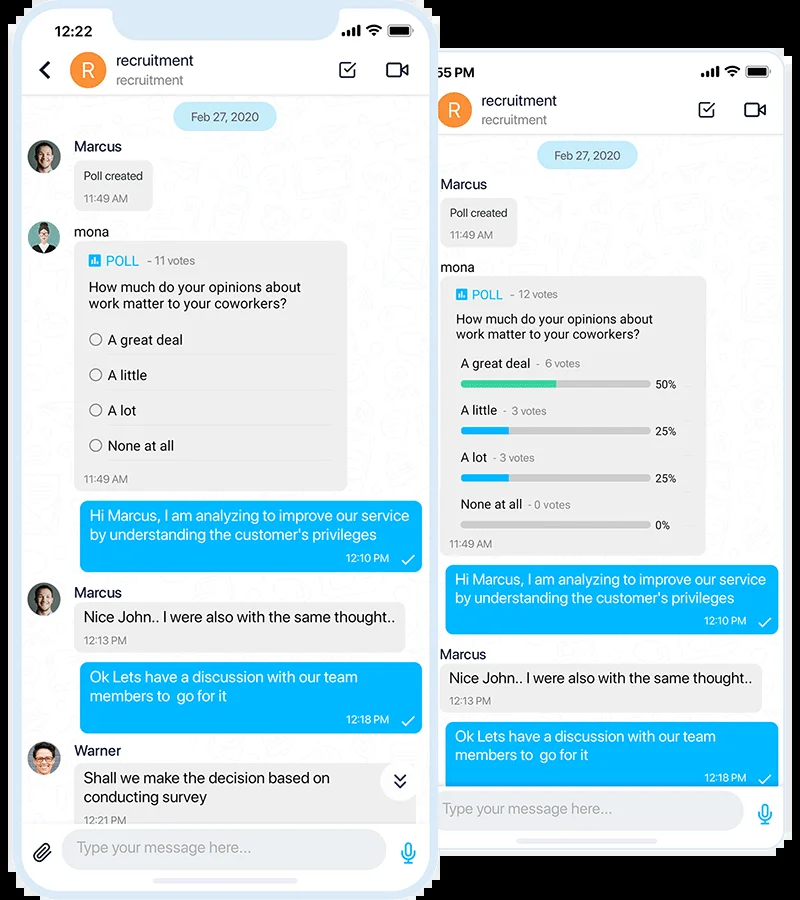 12:22
R
recruitment
recruitment
Feb 27, 2020
Marcus
Poll created
11:49 AM
mona
POLL - 11 votes
How much do your opinions about
work matter to your coworkers?
A great deal
A little
A lot
None at all
11:49 AM
Hi Marcus, I am analyzing to improve our service
by understanding the customer's privileges
12:10 PM
Marcus
Nice John.. I were also with the same thought..
12:13 PM
Ok Lets have a discussion with our team
members to go for it
12:18 PM
Warner
Shall we make the decision based on
conducting survey
12:21 PM
Type your message here...
55 PM
R
recruitment
recruitment
Feb 27, 2020
Marcus
Poll created
11:49 AM
mona
POLL - 12 votes
How much do your opinions about
work matter to your coworkers?
A great deal - 6 votes
50%
A little - 3 votes
25%
A lot - 3 votes
25%
None at all - 0 votes
0%
11:49 AM
Hi Marcus, I am analyzing to improve our service
by understanding the customer's privileges
12:10 PM
Marcus
Nice John.. I were also with the same thought..
12:13 PM
Ok Lets have a discussion with our team
members to go for it
12:18 PM
Type your message here...